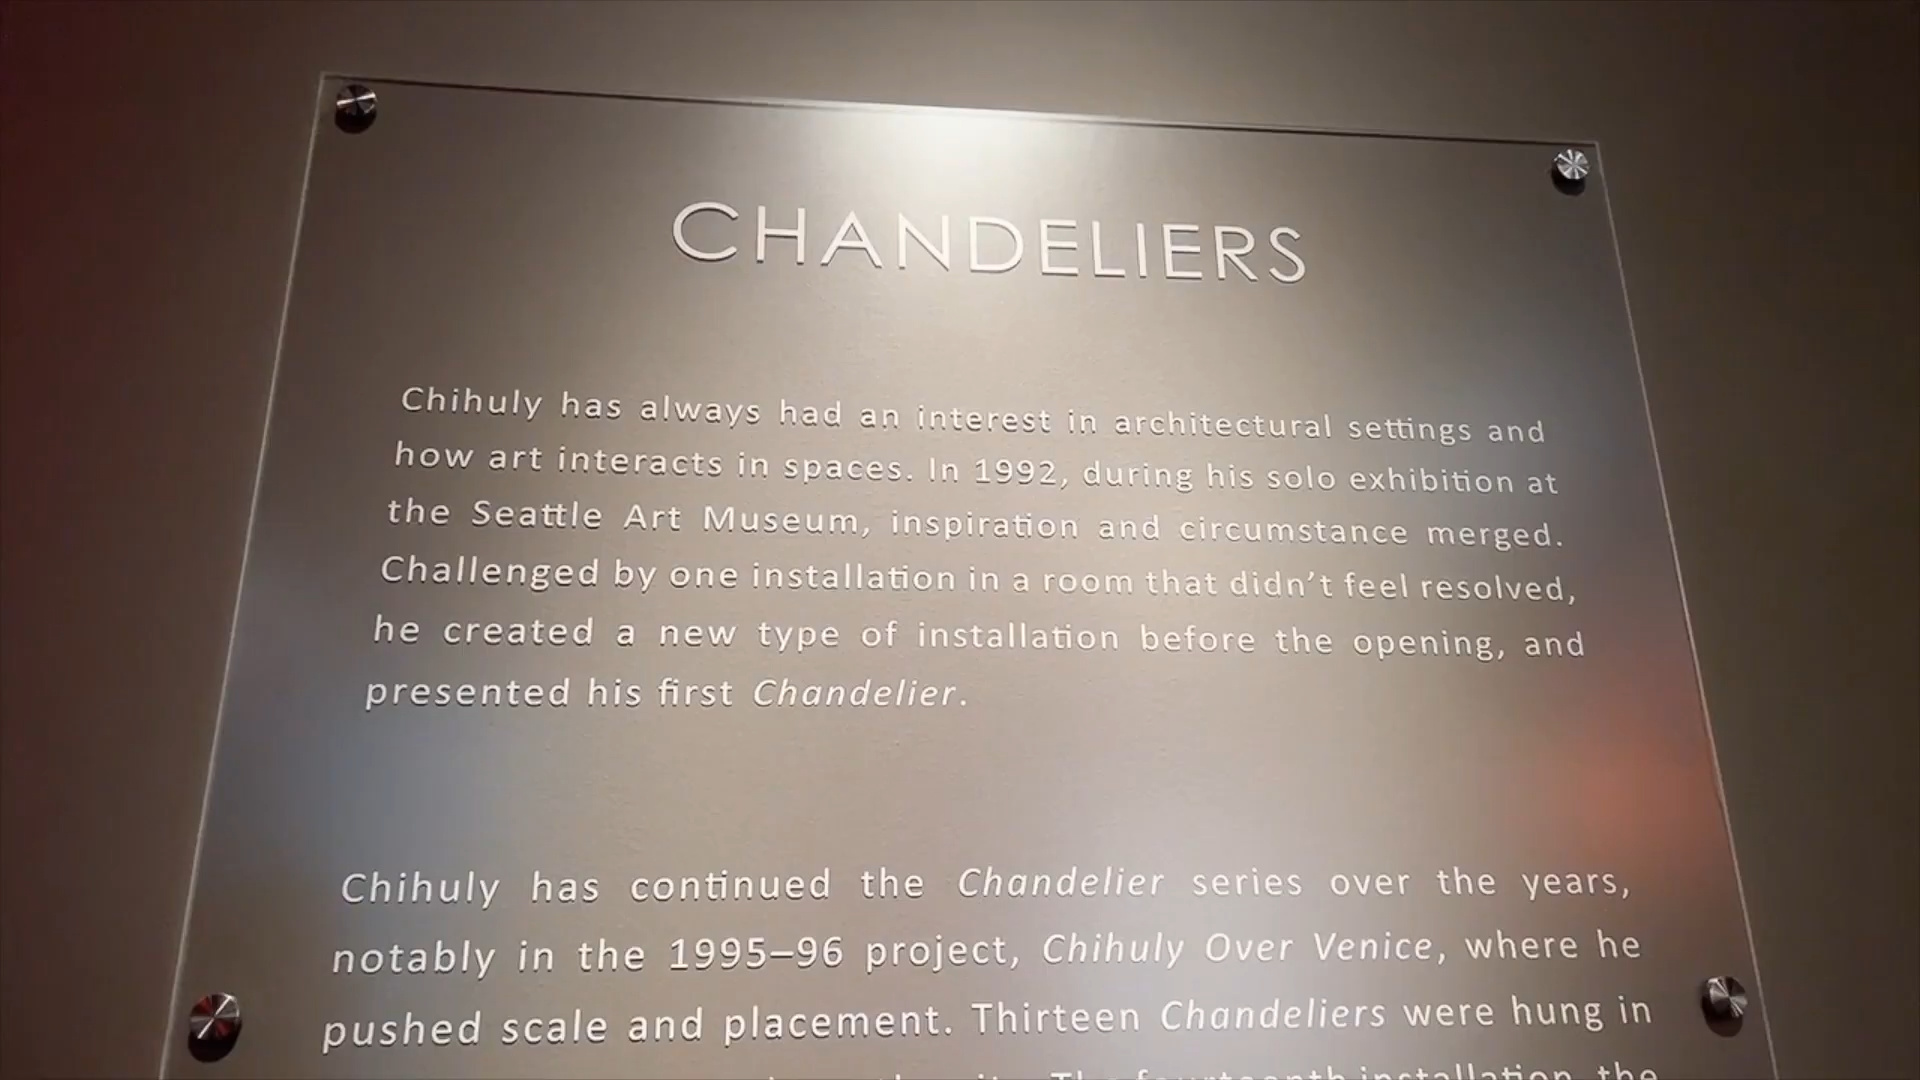 CHANDELIERS
Chihuly has always had an interest in architectural settings and
how art interacts in spaces. In 1992, during his solo exhibition at
the Seattle Art Museum, inspiration and circumstance merged.
Challenged by one installation in a room that didn’t feel resolved,
he created a new type of installation before the opening, and
presented his first Chandelier.
Chihuly has continued the Chandelier series over the years,
notably in the 1995–96 project, Chihuly Over Venice, where he
pushed scale and placement. Thirteen Chandeliers were hung in
The fourteenth installation, the